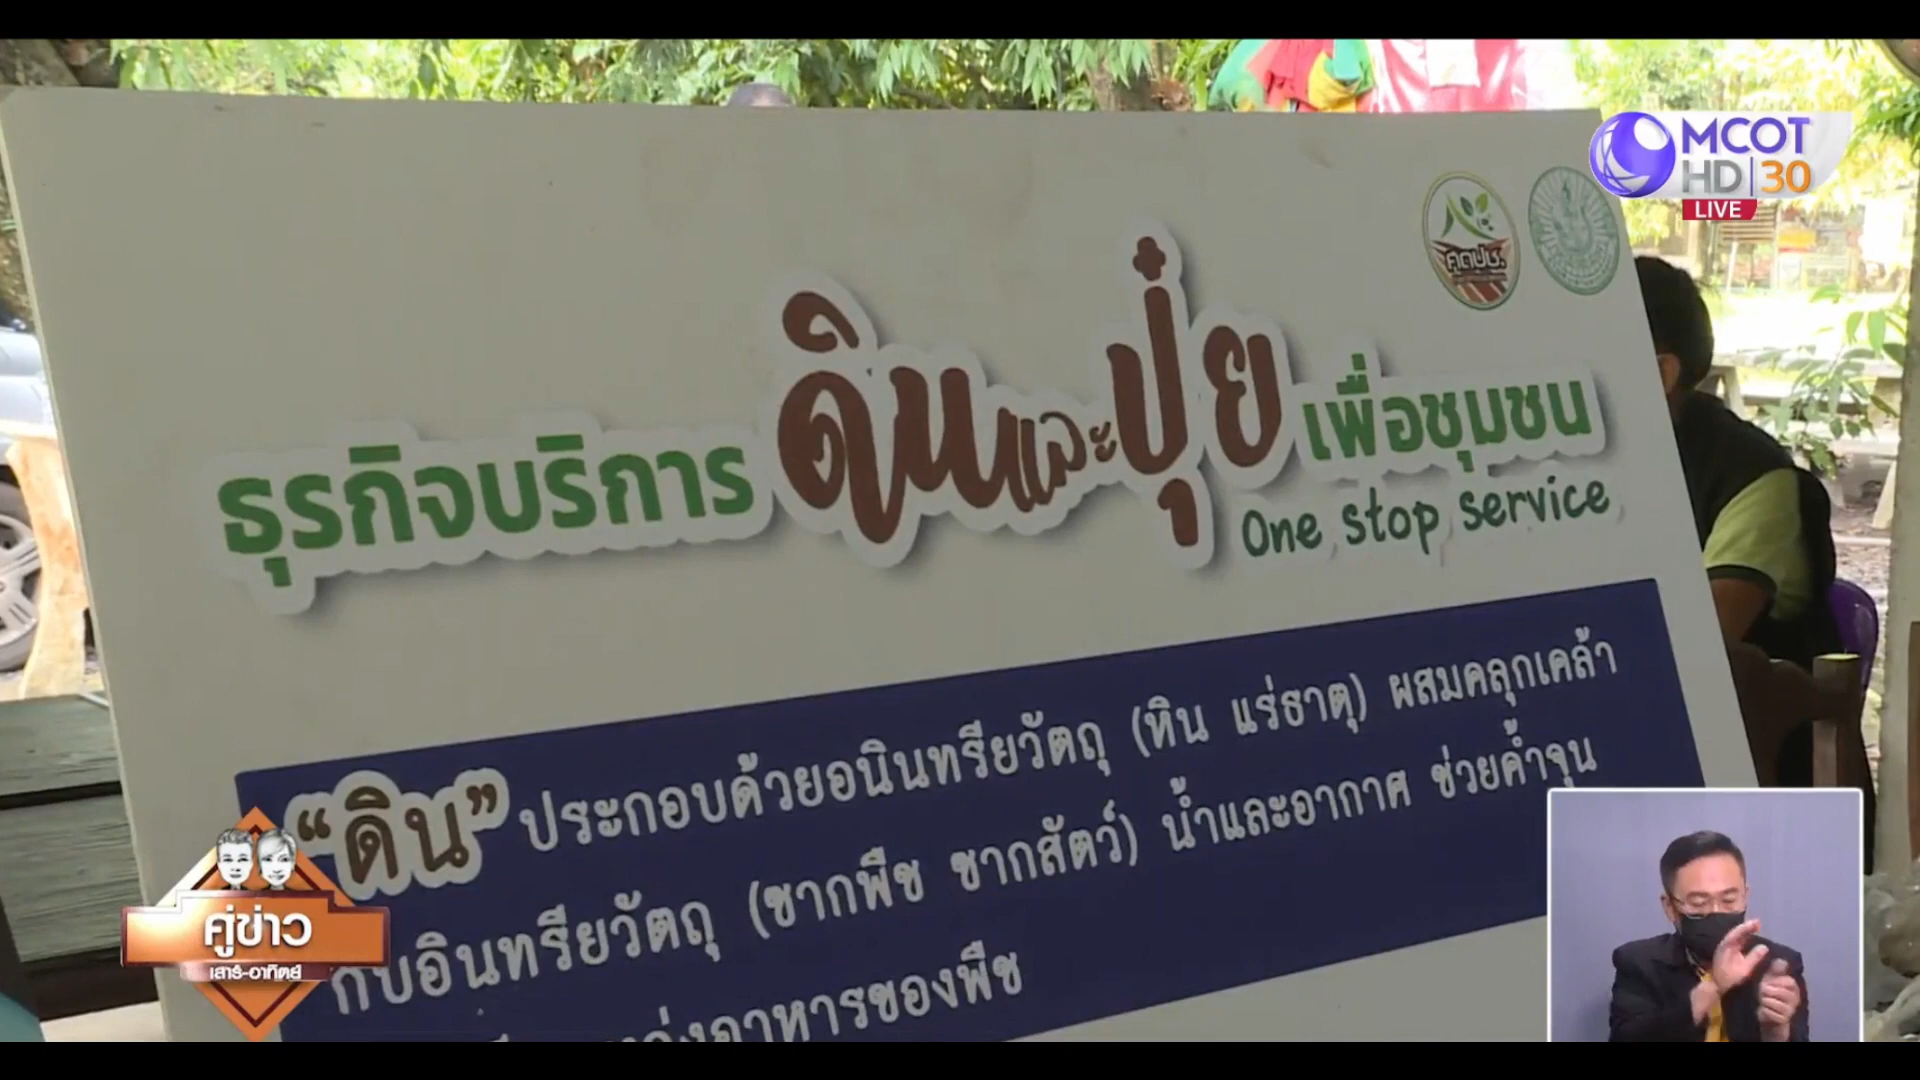 MCOT
HD 30
LIVE
ศดปช.
ธุรกิจบริการ ดินและปุ๋ย เพื่อชุมชน
One stop service
“ดิน” ประกอบด้วยอนินทรียวัตถุ (หิน แร่ธาตุ) ผสมคลุกเคล้า
กับอินทรียวัตถุ (ซากพืช ซากสัตว์) น้ำและอากาศ ช่วยค้ำจุน
อาหารของพืช
คู่ข่าว
เสาร์-อาทิตย์